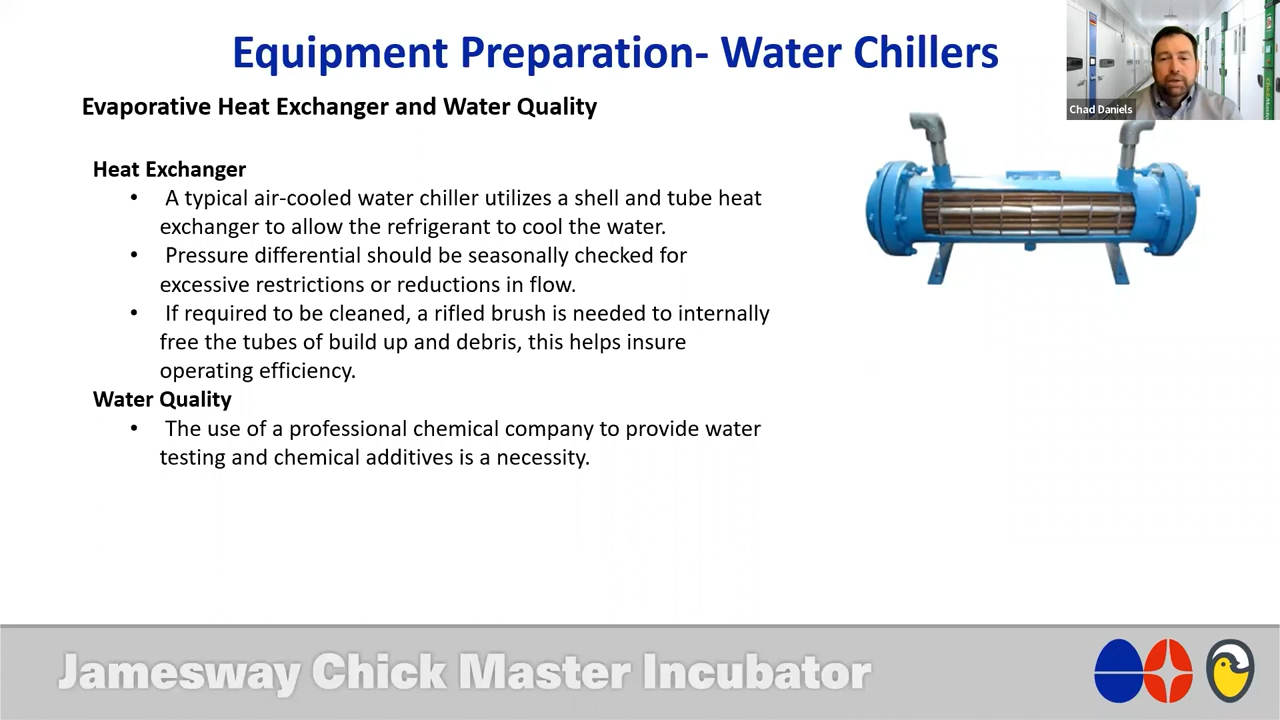 Equipment Preparation- Water Chillers
Chad Daniels
Evaporative Heat Exchanger and Water Quality
Heat Exchanger
• A typical air-cooled water chiller utilizes a shell and tube heat
exchanger to allow the refrigerant to cool the water.
• Pressure differential should be seasonally checked for
excessive restrictions or reductions in flow.
• If required to be cleaned, a rifled brush is needed to internally
free the tubes of build up and debris, this helps insure
operating efficiency.
Water Quality
• The use of a professional chemical company to provide water
testing and chemical additives is a necessity.
Jamesway Chick Master Incubator